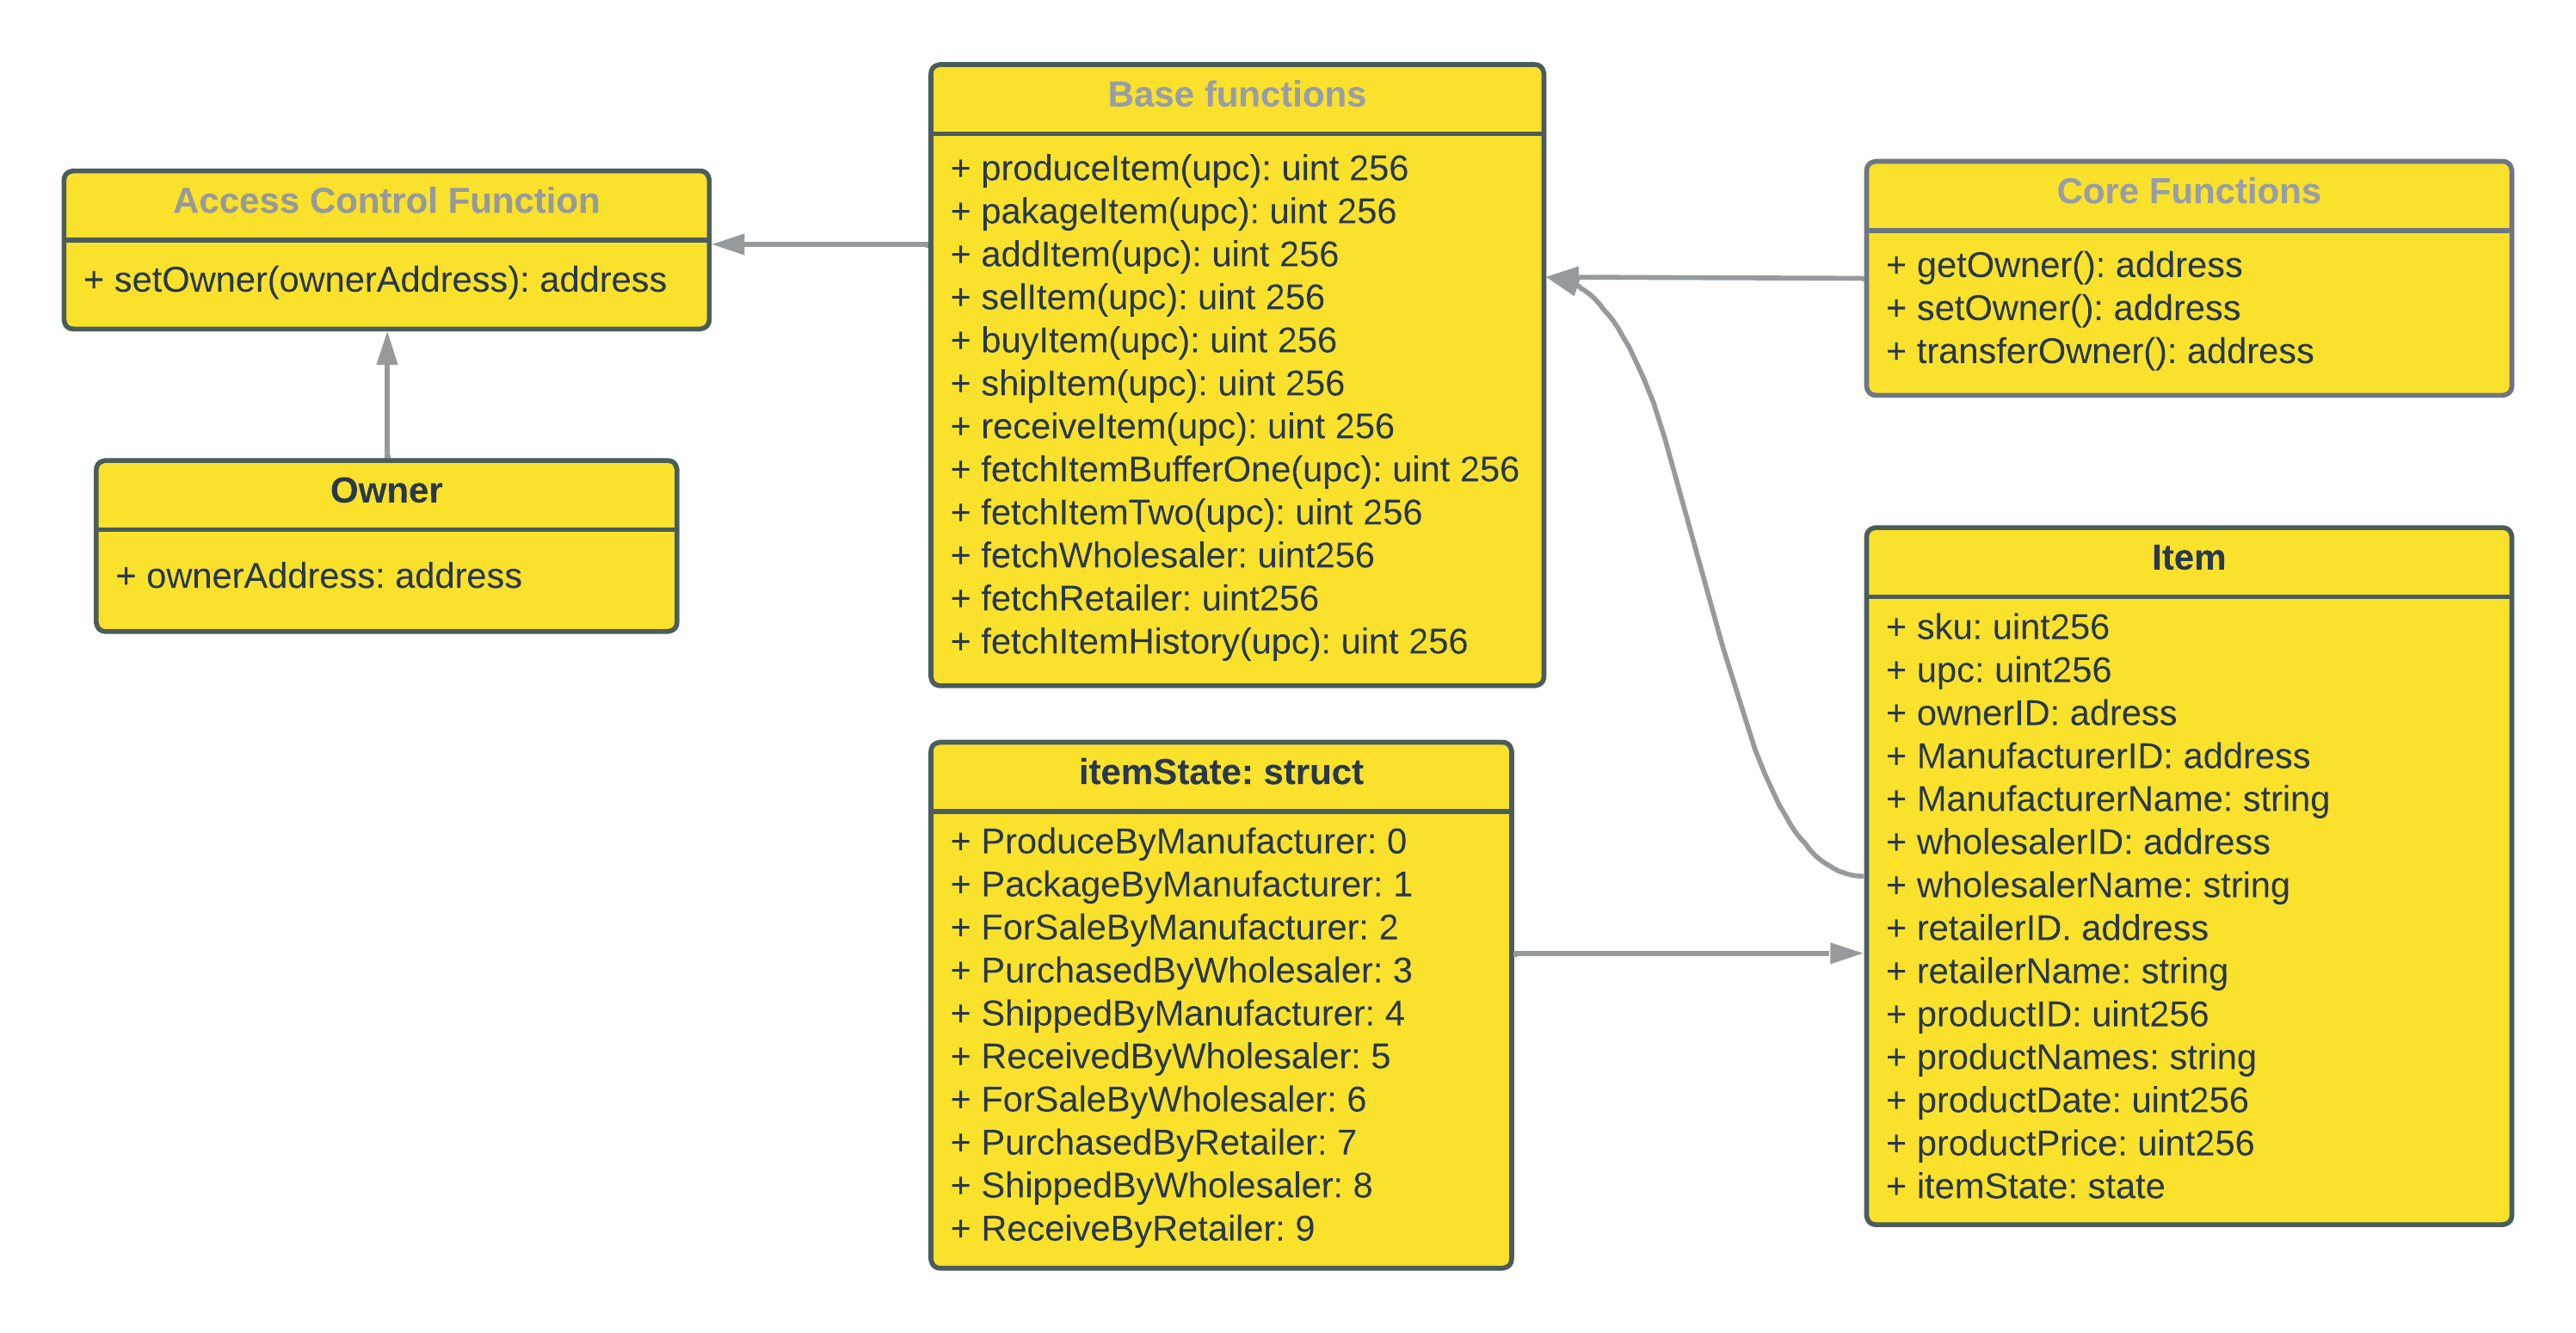 Access Control Function
+ setOwner(ownerAddress): address
Owner
+ ownerAddress: address
Base functions
+ produceItem(upc): uint 256
+ pakageItem(upc): uint 256
+ addItem(upc): uint 256
+ selItem(upc): uint 256
+ buyItem(upc): uint 256
+ shipItem(upc): uint 256
+ receiveItem(upc): uint 256
+ fetchItemBufferOne(upc): uint 256
+ fetchItemTwo(upc): uint 256
+ fetchWholesaler: uint256
+ fetchRetailer: uint256
+ fetchItemHistory(upc): uint 256
itemState: struct
+ ProduceByManufacturer: 0
+ PackageByManufacturer: 1
+ ForSaleByManufacturer: 2
+ PurchasedByWholesaler: 3
+ ShippedByManufacturer: 4
+ ReceivedByWholesaler: 5
+ ForSaleByWholesaler: 6
+ PurchasedByRetailer: 7
+ ShippedByWholesaler: 8
+ ReceiveByRetailer: 9
Core Functions
+ getOwner(): address
+ setOwner(): address
+ transferOwner(): address
Item
+ sku: uint256
+ upc: uint256
+ ownerID: adress
+ ManufacturerID: address
+ ManufacturerName: string
+ wholesalerID: address
+ wholesalerName: string
+ retailerID. address
+ retailerName: string
+ productID: uint256
+ productNames: string
+ productDate: uint256
+ productPrice: uint256
+ itemState: state